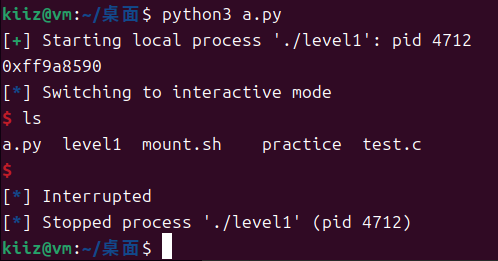 kiiz@vm:~/桌面$ python3 a.py
[+] Starting local process './level1': pid 4712
0xff9a8590
[*] Switching to interactive mode
$ ls
a.py  level1  mount.sh    practice  test.c
$
[*] Interrupted
[*] Stopped process './level1' (pid 4712)
kiiz@vm:~/桌面$